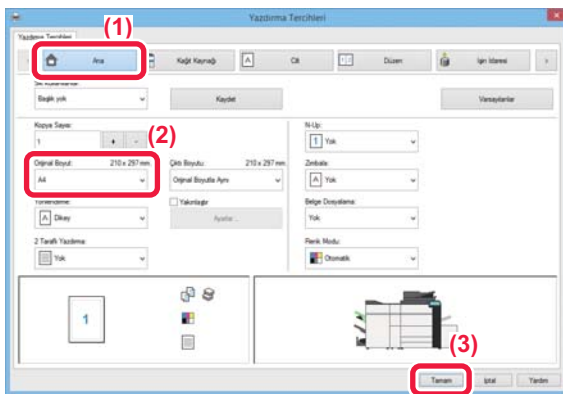 Yazdırma Tercihleri
(1)
Yazdırma Tercihleri
Ana
Kağıt Kaynağı
Cilt
Düzen
İşin İdaresi
Sık Kullanılanlar:
Başlık yok
Kaydet
Varsayılanlar
Kopya Sayısı:
1
+
-
(2)
N-Up:
1 Yok
Orijinal Boyut: 210 x 297 mm.
A4
Çıktı Boyutu: 210 x 297 mm.
Orijinal Boyutla Aynı
Zımbala:
A Yok
Yönlendirme:
A Dikey
Yakınlaştır
Ayarlar ...
Belge Dosyalama:
Yok
2 Taraflı Yazdırma:
Yok
Renk Modu:
Otomatik
1
(3)
Tamam
İptal
Yardım